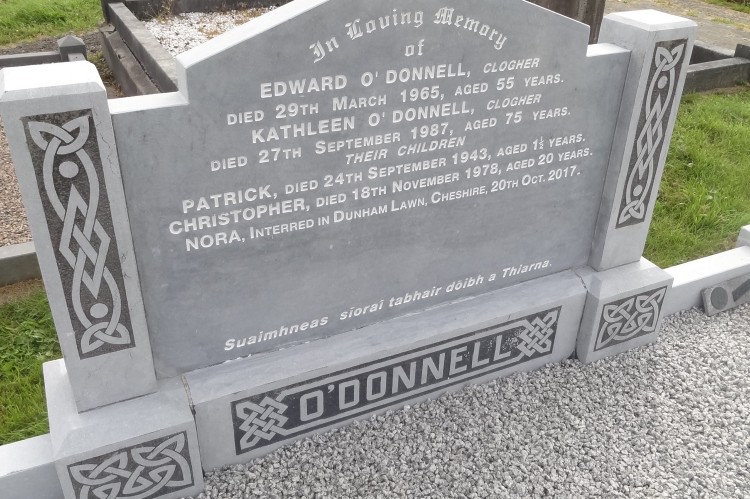 In Loving Memory
of
EDWARD O'DONNELL, CLOGHER
DIED 29TH MARCH 1965, AGED 55 YEARS.
KATHLEEN O'DONNELL, CLOGHER
DIED 27TH SEPTEMBER 1987, AGED 75 YEARS.
THEIR CHILDREN
PATRICK, DIED 24TH SEPTEMBER 1943, AGED 1½ YEARS.
CHRISTOPHER, DIED 18TH NOVEMBER 1978, AGED 20 YEARS.
NORA, INTERRED IN DUNHAM LAWN, CHESHIRE, 20TH OCT. 2017.
Suaimhneas síoraí tabhair dóibh a Thiarna.
O'DONNELL